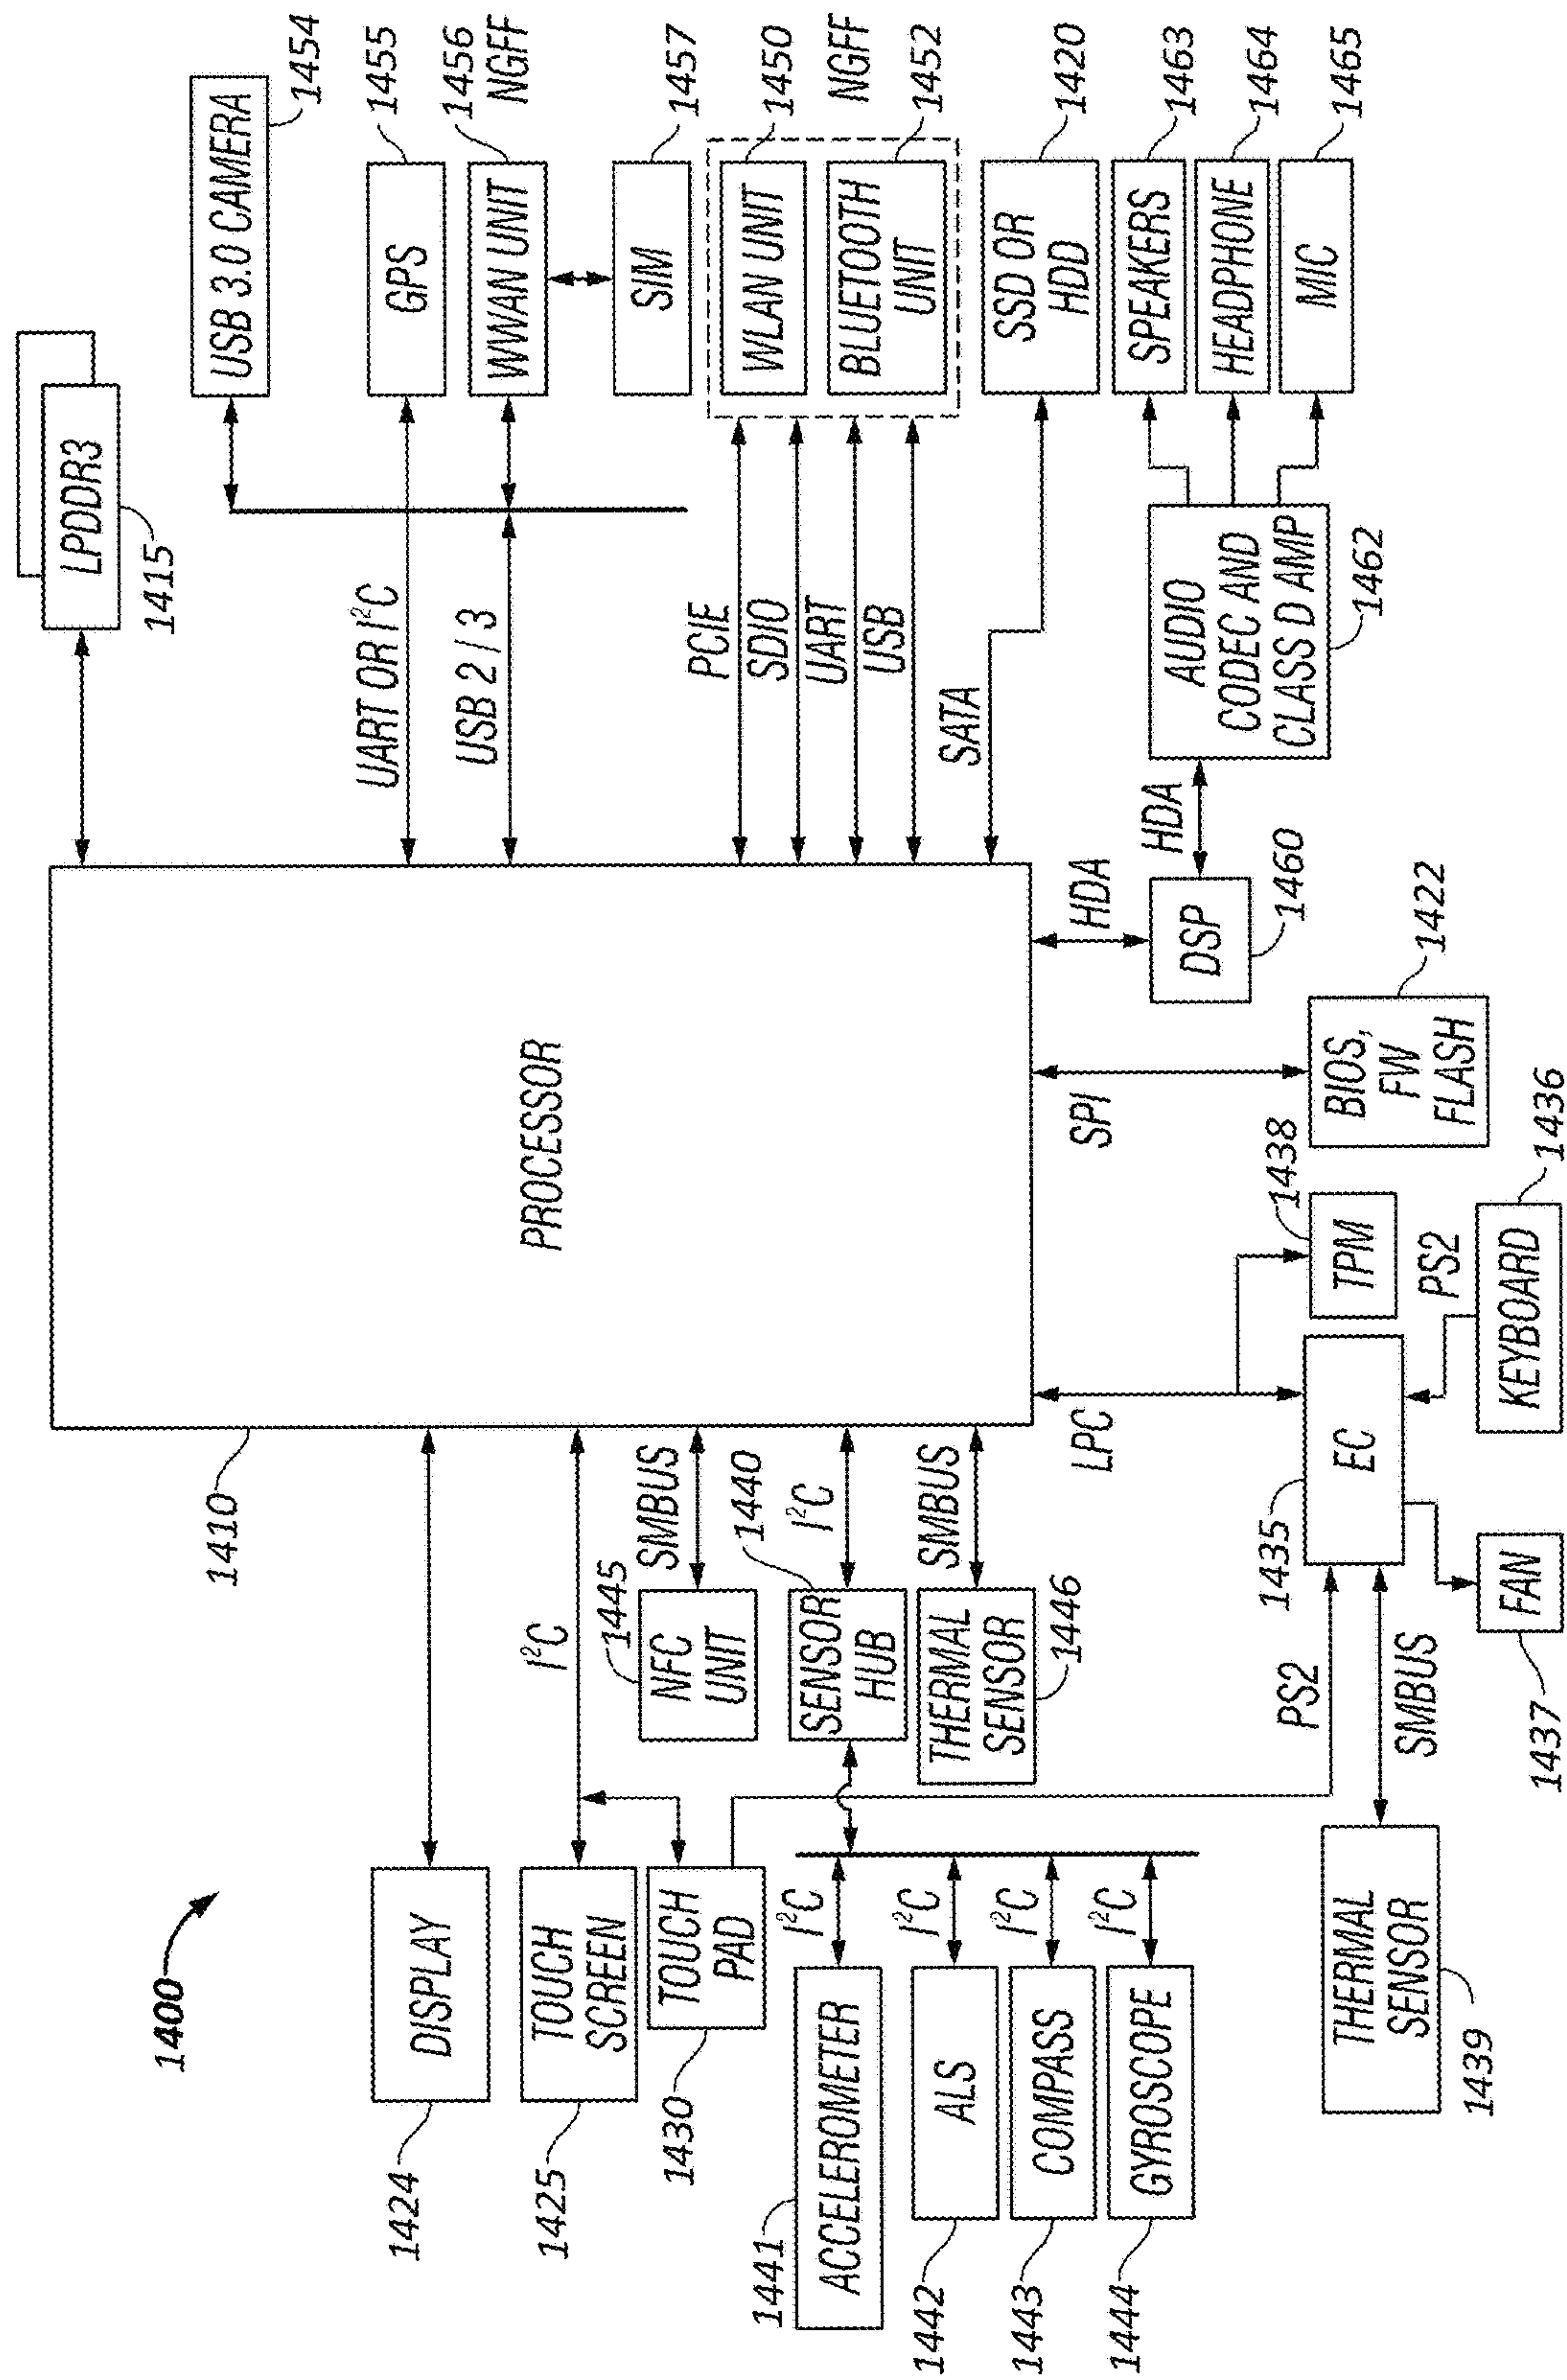 1400
LPDDR3
1415
USB 3.0 CAMERA
1454
DISPLAY
1424
1410
PROCESSOR
UART OR I²C
GPS
1455
USB 2 / 3
WWAN UNIT
1456
NGFF
SIM
1457
TOUCH
SCREEN
1425
I²C
TOUCH
PAD
1430
NFC
UNIT
1445
SMBUS
PCIE
SDIO
UART
USB
WLAN UNIT
1450
NGFF
BLUETOOTH
UNIT
1452
SENSOR
HUB
1440
I²C
THERMAL
SENSOR
1446
SMBUS
SATA
SSD OR
HDD
1420
ACCELEROMETER
1441
I²C
ALS
1442
I²C
COMPASS
1443
I²C
GYROSCOPE
1444
I²C
LPC
SPI
HDA
DSP
1460
HDA
AUDIO
CODEC AND
CLASS D AMP
1462
SPEAKERS
1463
HEADPHONE
1464
MIC
1465
THERMAL
SENSOR
1439
PS2
SMBUS
EC
1435
TPM
1438
BIOS,
FW
FLASH
1422
FAN
1437
PS2
KEYBOARD
1436